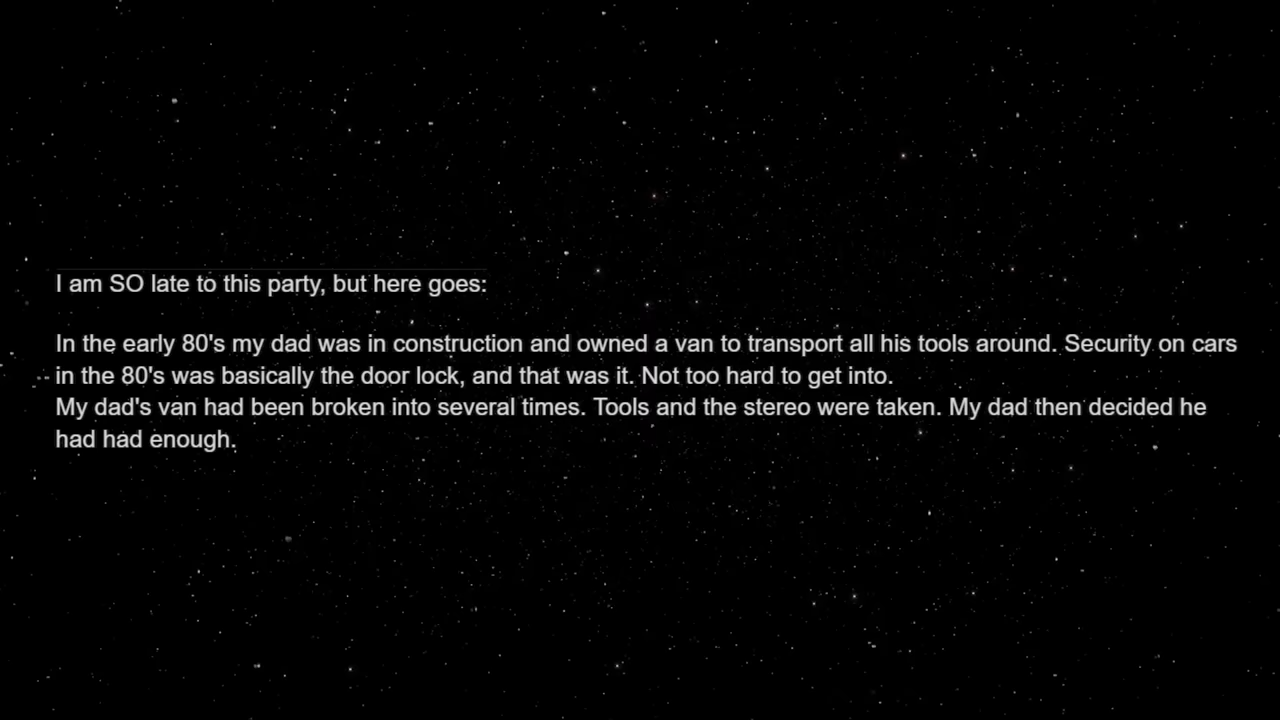 I am SO late to this party, but here goes:
In the early 80's my dad was in construction and owned a van to transport all his tools around. Security on cars
in the 80's was basically the door lock, and that was it. Not too hard to get into.
My dad's van had been broken into several times. Tools and the stereo were taken. My dad then decided he
had had enough.